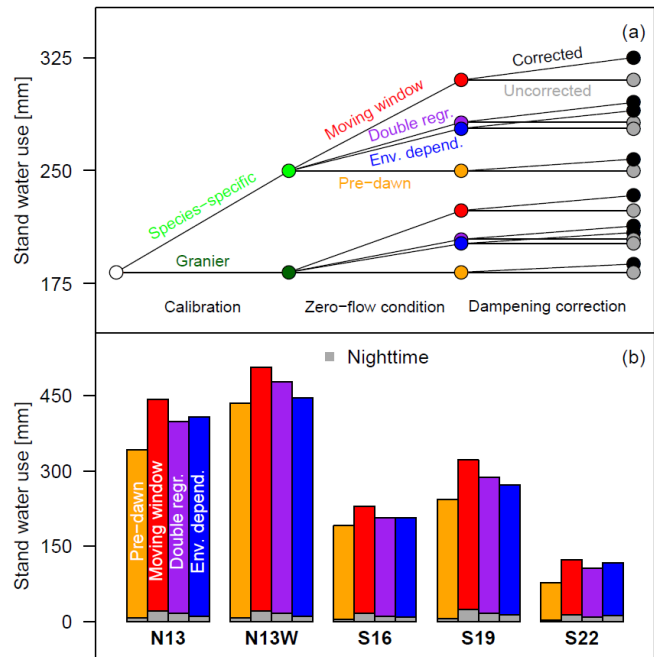 (a)
Stand water use [mm]
325
250
175
Corrected
Moving window
Uncorrected
Double regr.
Env. depend.
Pre−dawn
Species−specific
Granier
Calibration
Zero−flow condition
Dampening correction
(b)
Nighttime
Stand water use [mm]
450
300
150
0
Pre−dawn
Moving window
Double regr.
Env. depend.
N13
N13W
S16
S19
S22